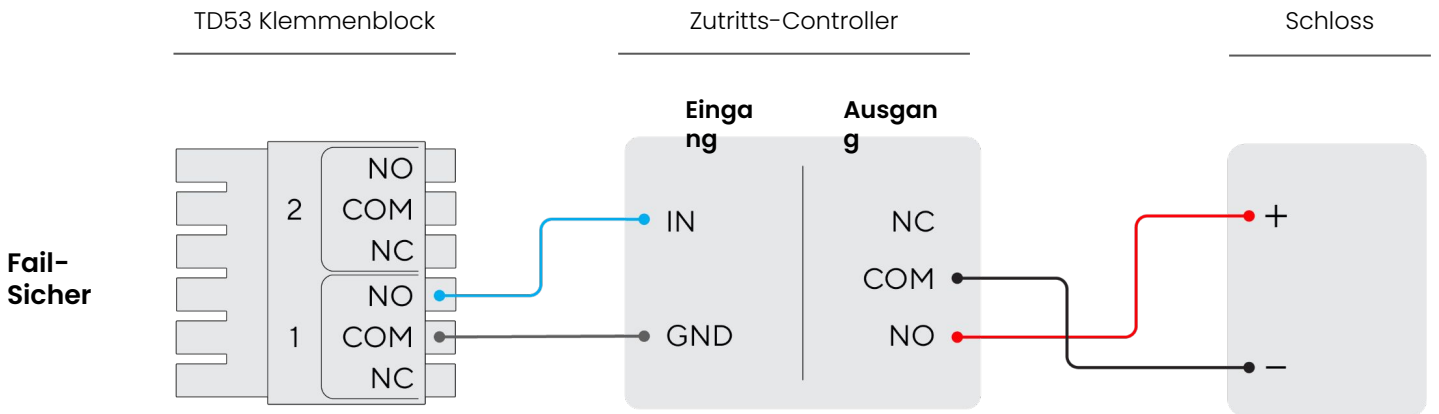 TD53 Klemmenblock
Zutritts-Controller
Schloss
Einga
ng
Ausgan
g
Fail-
Sicher
2
NO
COM
NC
1
NO
COM
NC
IN
GND
NC
COM
NO
+
−